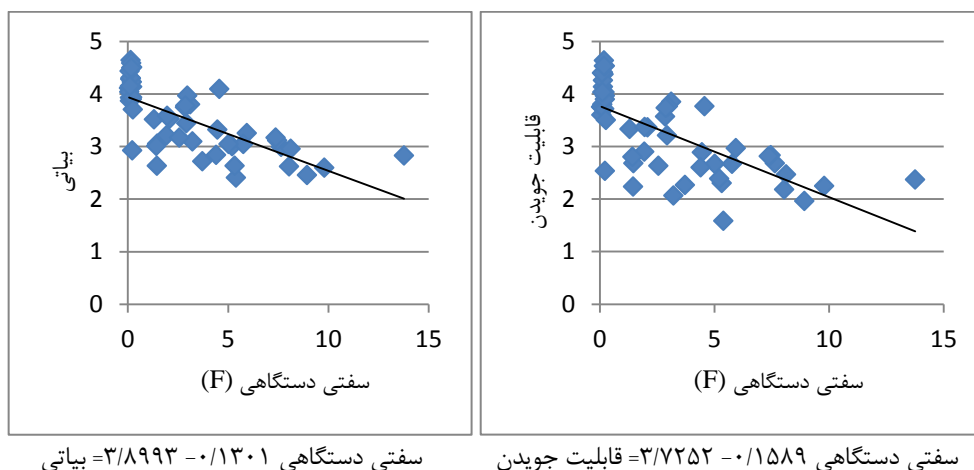 5
4
3
2
1
0
0 5 10 15
بیاتی
سفتی دستگاهی (F)
5
4
3
2
1
0
0 5 10 15
قابلیت جویدن
سفتی دستگاهی (F)
سفتی دستگاهی ۰/۱۳۰۱ -۳/۸۹۹۳= بیاتی
سفتی دستگاهی ۰/۱۵۸۹ -۳/۷۲۵۲= قابلیت جویدن